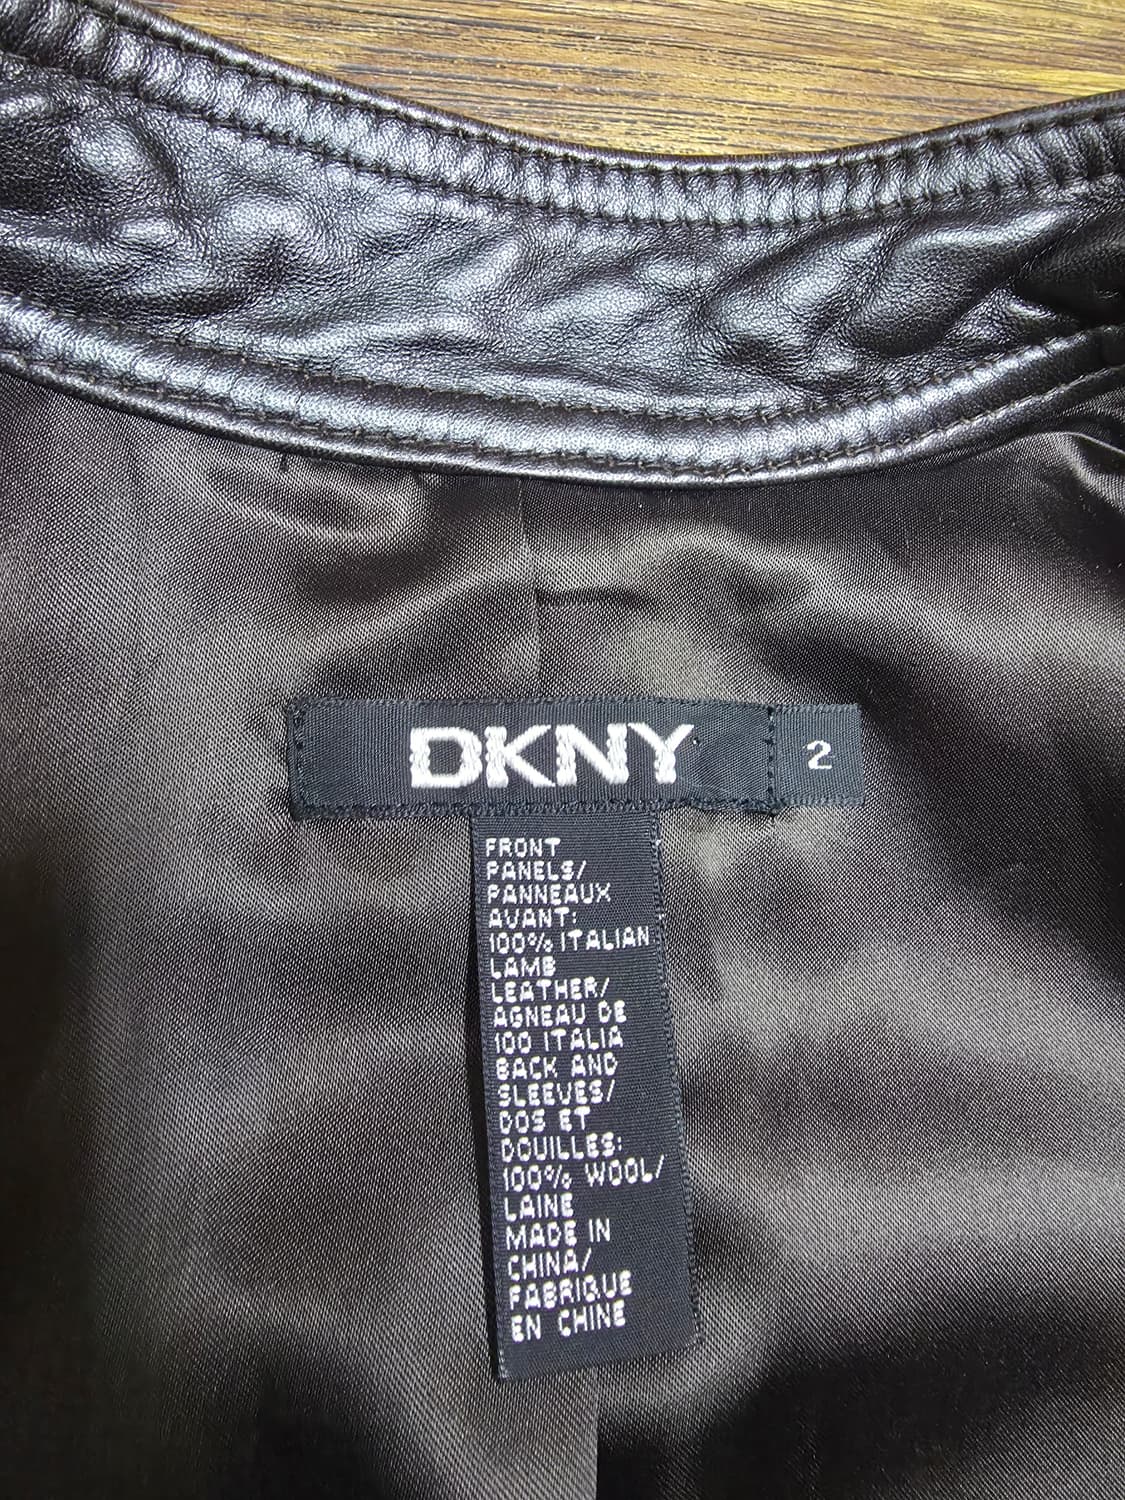 DKNY
2
FRONT
PANELS/
PANNEAUX
AVANT:
100% ITALIAN
LAMB
LEATHER/
AGNEAU DE
100 ITALIA
BACK AND
SLEEVES/
DOS ET
DOUILLES:
100% WOOL/
LAINE
MADE IN
CHINA/
FABRIQUE
EN CHINE